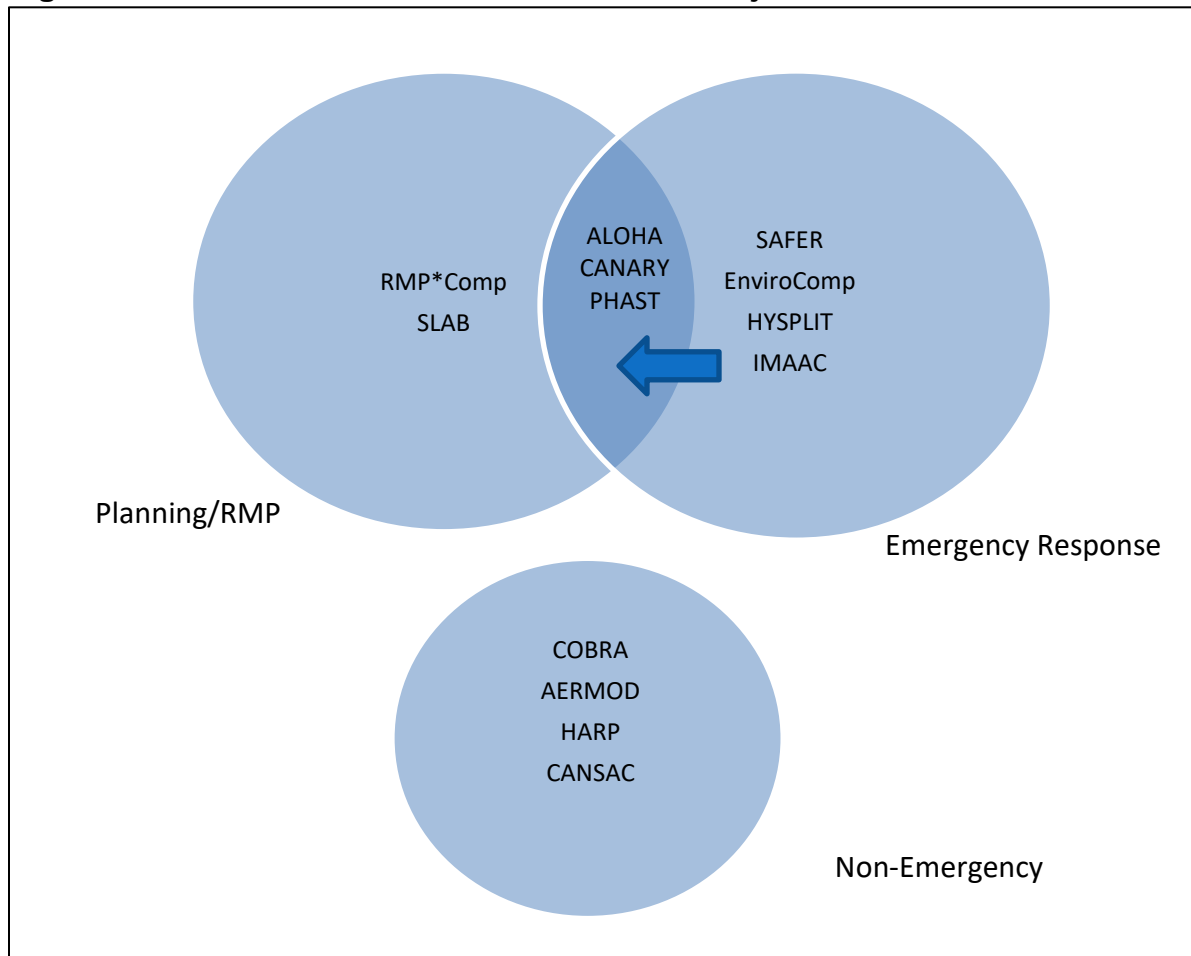 RMP*Comp
SLAB
ALOHA
CANARY
PHAST
SAFER
EnviroComp
HYSPLIT
IMAAC
Planning/RMP
Emergency Response
COBRA
AERMOD
HARP
CANSAC
Non-Emergency